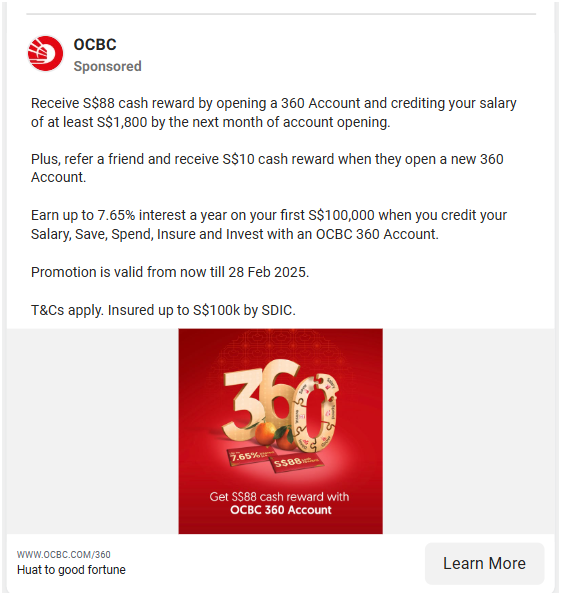 OCBC
Sponsored
Receive S$88 cash reward by opening a 360 Account and crediting your salary
of at least S$1,800 by the next month of account opening.
Plus, refer a friend and receive S$10 cash reward when they open a new 360
Account.
Earn up to 7.65% interest a year on your first S$100,000 when you credit your
Salary, Save, Spend, Insure and Invest with an OCBC 360 Account.
Promotion is valid from now till 28 Feb 2025.
T&Cs apply. Insured up to S$100k by SDIC.
360
7.65%
S$88
Get S$88 cash reward with
OCBC 360 Account
WWW.OCBC.COM/360
Huat to good fortune
Learn More